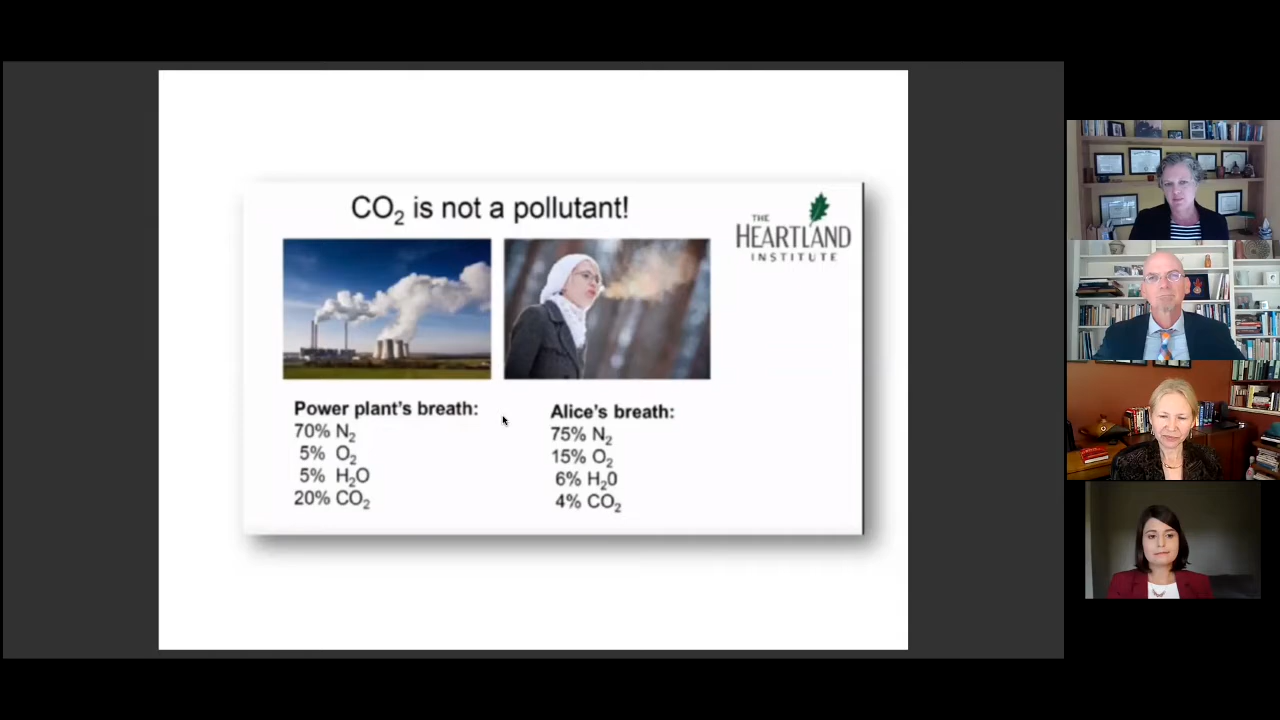 CO₂ is not a pollutant!
THE
HEARTLAND
INSTITUTE
Power plant's breath:
70% N₂
5% O₂
5% H₂O
20% CO₂
Alice's breath:
75% N₂
15% O₂
6% H₂0
4% CO₂